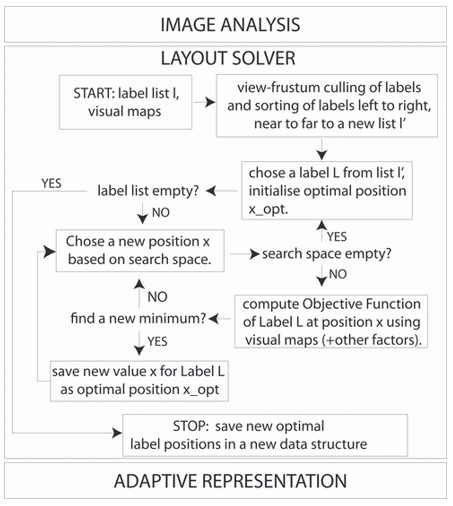 IMAGE ANALYSIS
LAYOUT SOLVER
START: label list l,
visual maps
view-frustum culling of labels
and sorting of labels left to right,
near to far to a new list l'
chose a label L from list l',
initialise optimal position
x_opt.
YES
label list empty?
NO
YES
Chose a new position x
based on search space.
search space empty?
NO
NO
compute Objective Function
of Label L at position x using
visual maps (+other factors).
find a new minimum?
YES
save new value x for Label L
as optimal position x_opt
STOP: save new optimal
label positions in a new data structure
ADAPTIVE REPRESENTATION